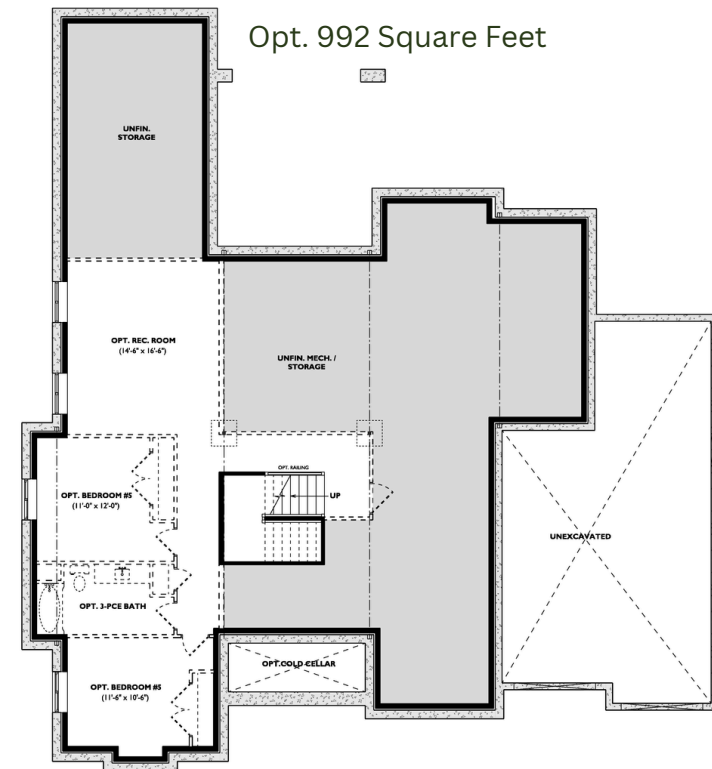 Opt. 992 Square Feet
UNFIN.
STORAGE
OPT. REC. ROOM
(14'-6" x 16'-6")
UNFIN. MECH. /
STORAGE
OPT. RAILING
UP
OPT. BEDROOM #5
(11'-0" x 12'-0")
UNEXCAVATED
OPT. 3-PCE BATH
OPT.COLD CELLAR
OPT. BEDROOM #5
(11'-6" x 10'-6")